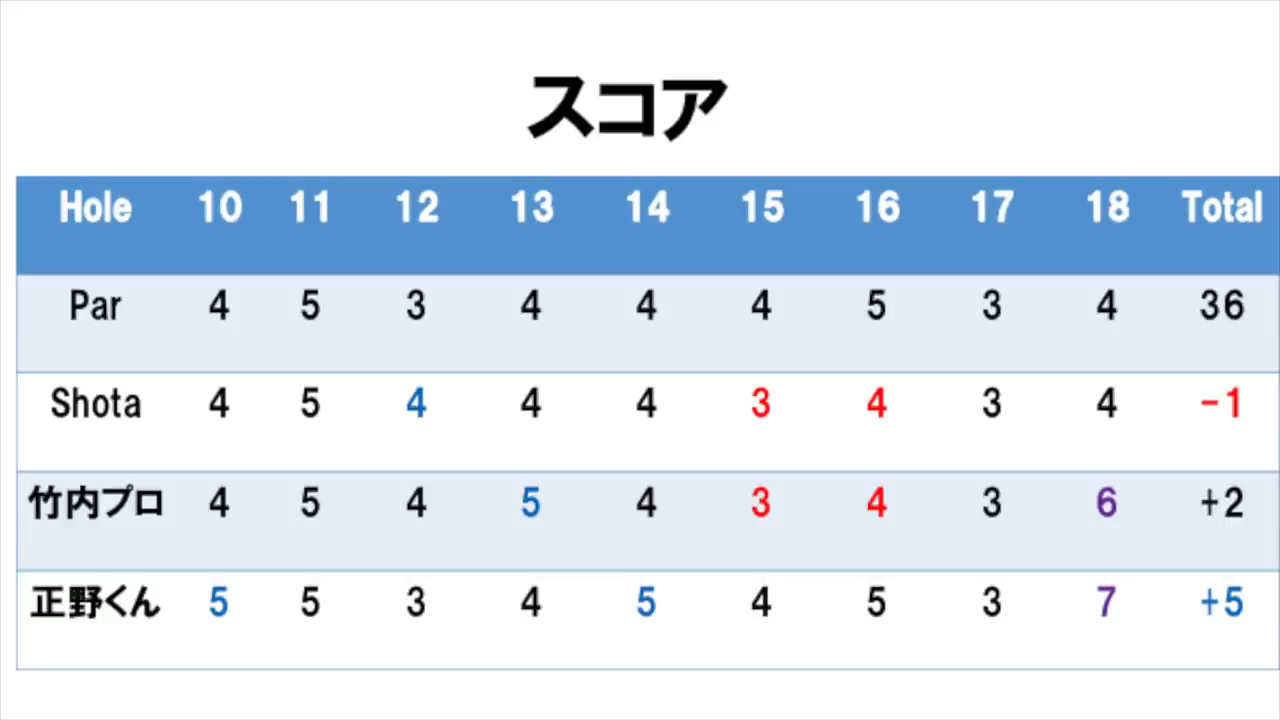 スコア
Hole 10 11 12 13 14 15 16 17 18 Total
Par 4 5 3 4 4 4 5 3 4 36
Shota 4 5 4 4 4 3 4 3 4 -1
竹内プロ 4 5 4 5 4 3 4 3 6 +2
正野くん 5 5 3 4 5 4 5 3 7 +5